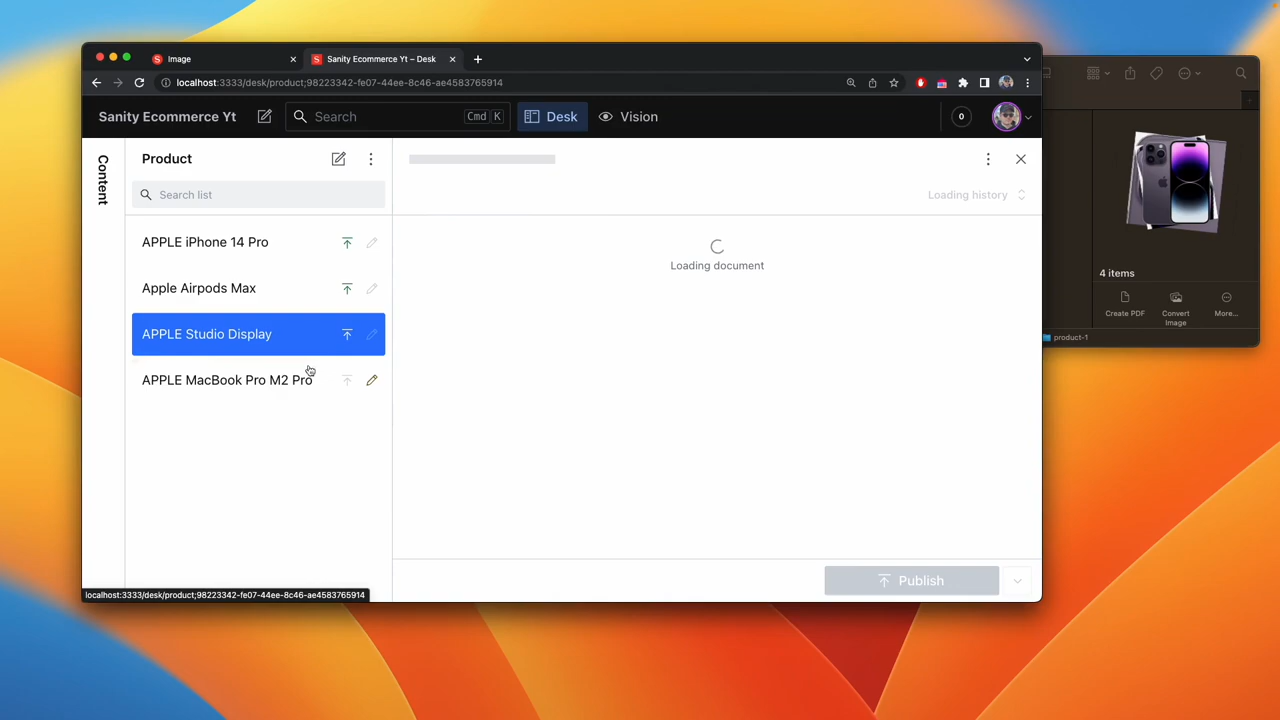 Image
Sanity Ecommerce Yt – Desk
localhost:3333/desk/product;98223342-fe07-44ee-8c46-ae4583765914
Sanity Ecommerce Yt
Search
Cmd K
Desk
Vision
0
Content
Product
Search list
Loading history
APPLE iPhone 14 Pro
Apple Airpods Max
APPLE Studio Display
APPLE MacBook Pro M2 Pro
Loading document
Publish
localhost:3333/desk/product;98223342-fe07-44ee-8c46-ae4583765914
4 items
Create PDF
Convert
Image
More...
product-1